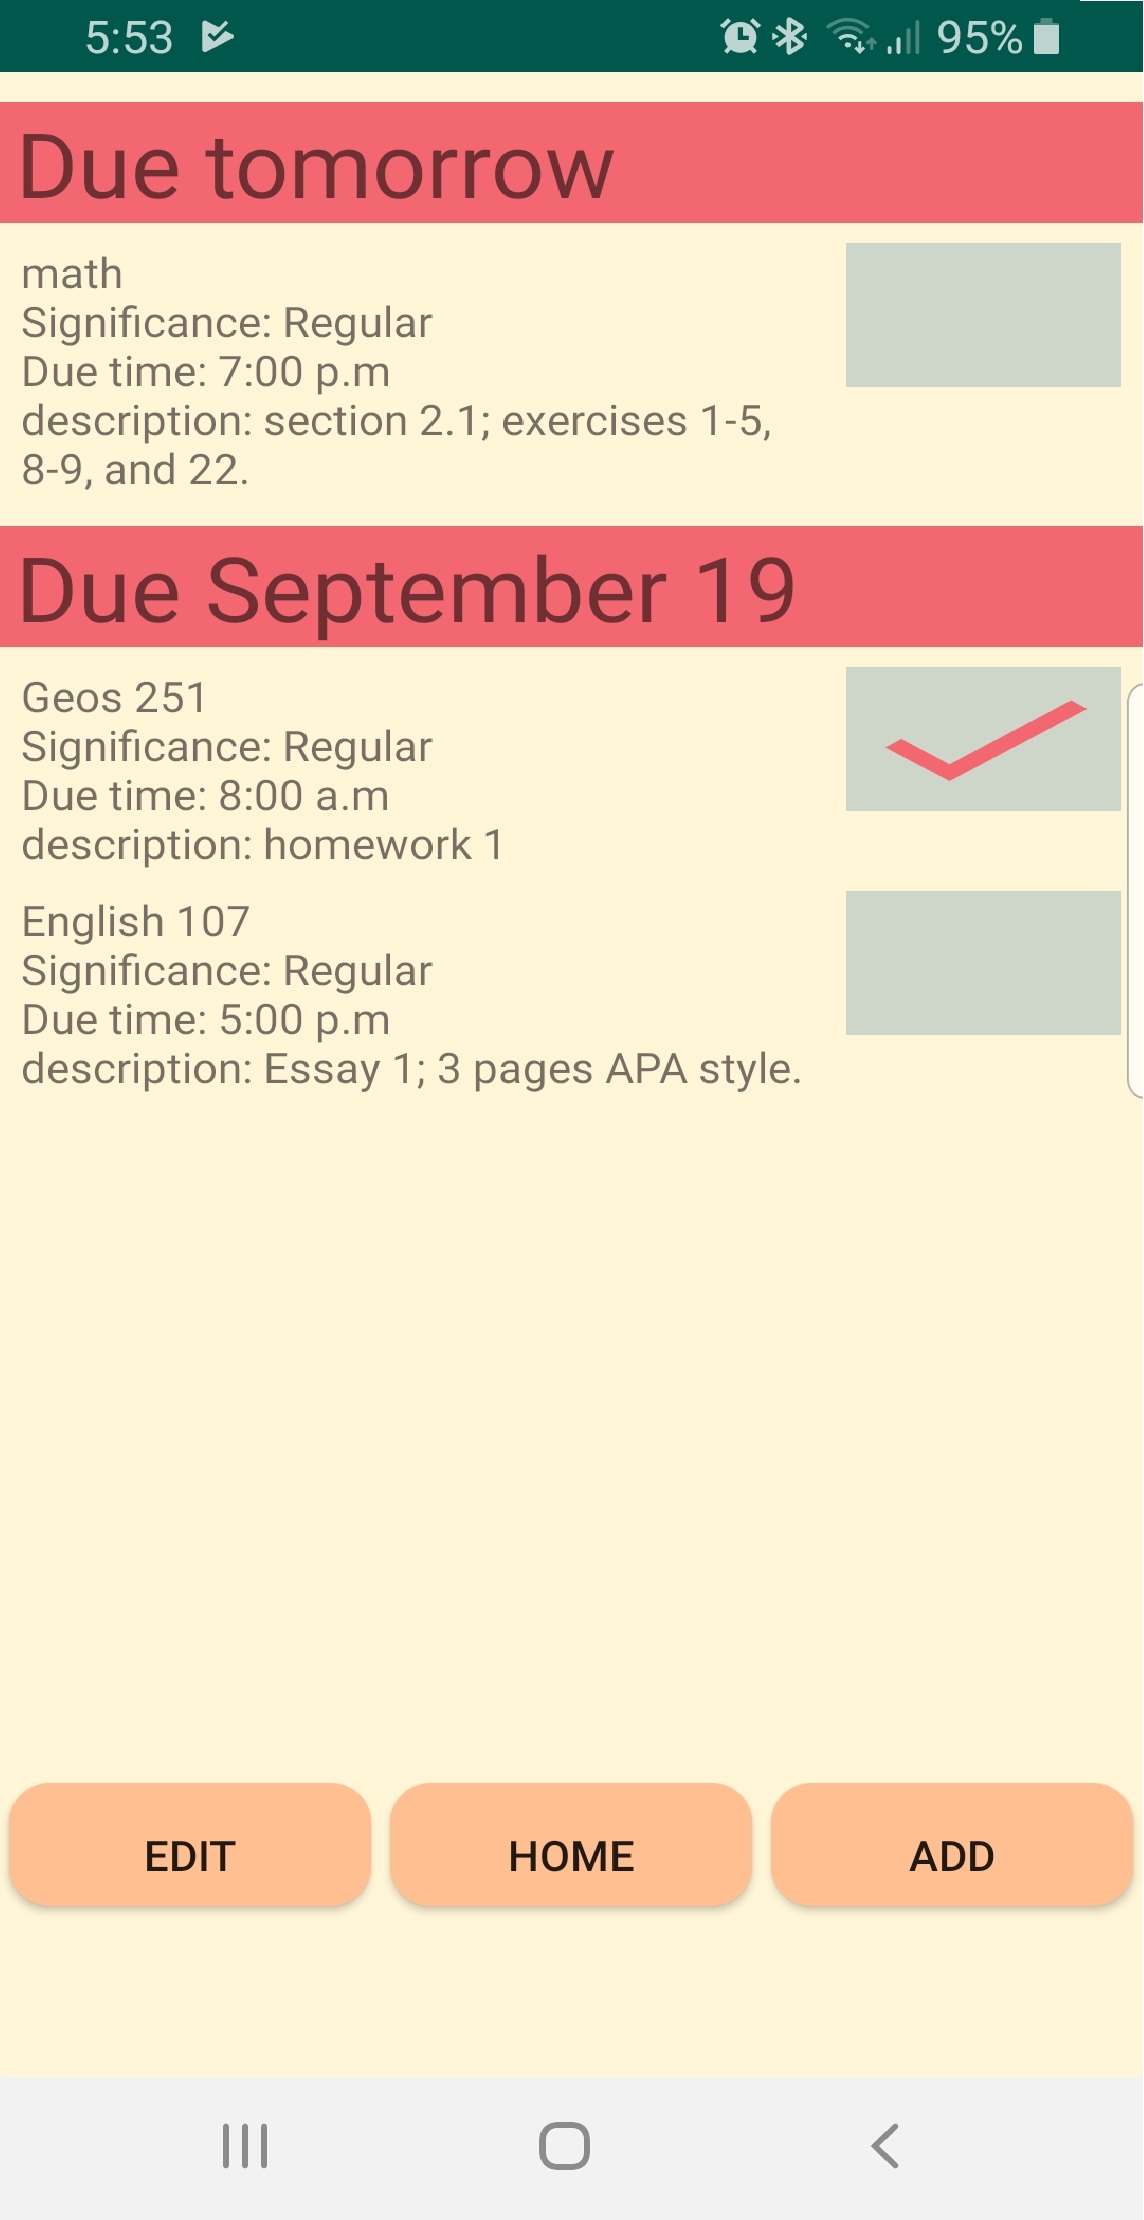 5:53
95%
Due tomorrow
math
Significance: Regular
Due time: 7:00 p.m
description: section 2.1; exercises 1-5,
8-9, and 22.
Due September 19
Geos 251
Significance: Regular
Due time: 8:00 a.m
description: homework 1
English 107
Significance: Regular
Due time: 5:00 p.m
description: Essay 1; 3 pages APA style.
EDIT
HOME
ADD